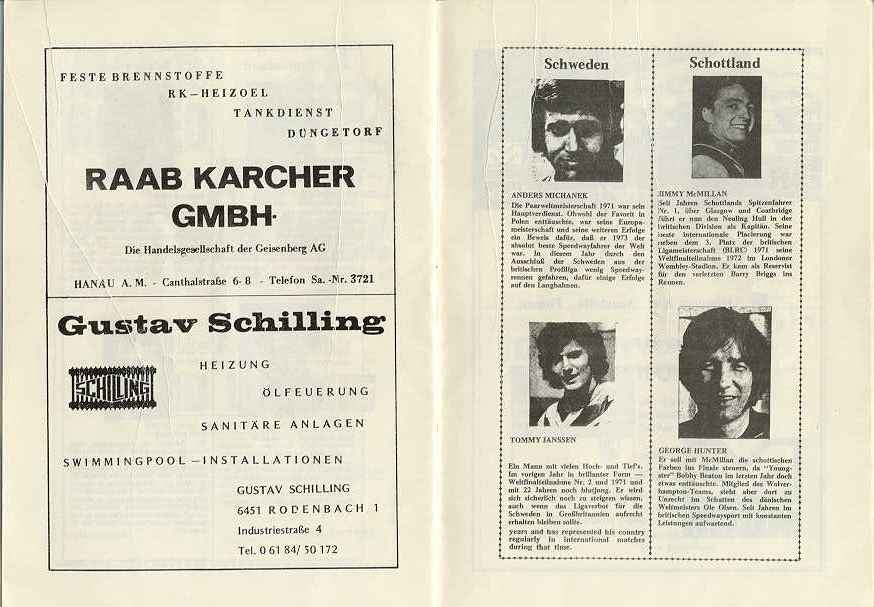 FESTE BRENNSTOFFE
RK–HEIZOEL
TANKDIENST
DÜNGETORF
RAAB KARCHER
GMBH·
Die Handelsgesellschaft der Geisenberg AG
HANAU A. M. - Canthalstraße 6-8 - Telefon Sa. -Nr. 3721
Gustav Schilling
SCHILLING
HEIZUNG
ÖLFEUERUNG
SANITÄRE ANLAGEN
SWIMMINGPOOL – INSTALLATIONEN
GUSTAV SCHILLING
6451 RODENBACH 1
Industriestraße 4
Tel. 0 61 84/ 50 172
Schweden
ANDERS MICHANEK
Die Paarweltmeisterschaft 1971 war sein
Hauptverdienst. Obwohl der Favorit in
Polen enttäuschte, war seine Europa-
meisterschaft und seine weiteren Erfolge
ein Beweis dafür, daß er 1973 der
absolut beste Speedwayfahrer der Welt
war. In diesem Jahr durch den
Ausschluß der Schweden aus der
britischen Profiliga wenig Speedway-
rennen gefahren, dafür einige Erfolge
auf den Langbahnen.
TOMMY JANSSEN
Ein Mann mit vielen Hoch- und Tief's.
Im vorigen Jahr in brillanter Form —
Weltfinalteilnahme Nr. 2 und 1971 und
mit 22 Jahren noch blutjung. Er wird
sich sicherlich noch zu steigern wissen,
auch wenn das Ligaverbot für die
Schweden in Großbritannien aufrecht
erhalten bleiben sollte.
years and has represented his country
regularly in international matches
during that time.
Schottland
JIMMY McMILLAN
Seit Jahren Schottlands Spitzenfahrer
Nr. 1, über Glasgow und Coatbridge
führt er nun den Neuling Hull in der
britischen Division als Kapitän. Seine
beste internationale Placierung war
neben dem 3. Platz der britischen
Ligameisterschaft (BLRC) 1971 seine
Weltfinalteilnahme 1972 im Londoner
Wembley-Stadion. Er kam als Reservist
für den verletzten Barry Briggs ins
Rennen.
GEORGE HUNTER
Er soll mit McMillan die schottischen
Farben ins Finale steuern, da "Young-
ster" Bobby Beaton im letzten Jahr doch
etwas enttäuschte. Mitglied des Wolver-
hampton-Teams, steht aber dort zu
Unrecht im Schatten des dänischen
Weltmeisters Ole Olsen. Seit Jahren im
britischen Speedwaysport mit konstanten
Leistungen aufwartend.